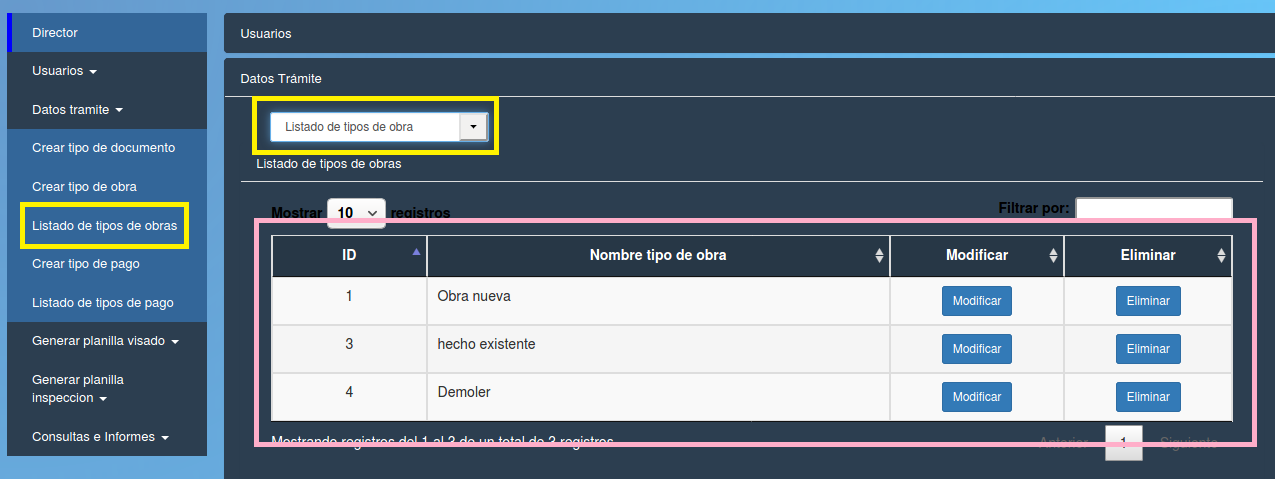 Director
Usuarios
Datos tramite
Crear tipo de documento
Crear tipo de obra
Listado de tipos de obras
Crear tipo de pago
Listado de tipos de pago
Generar planilla visado
Generar planilla
inspeccion
Consultas e Informes
Usuarios
Datos Trámite
Listado de tipos de obra
Listado de tipos de obras
Mostrar 10 registros
Filtrar por:
ID Nombre tipo de obra Modificar Eliminar
1 Obra nueva Modificar Eliminar
3 hecho existente Modificar Eliminar
4 Demoler Modificar Eliminar
Mostrando registros del 1 al 3 de un total de 3 registros
Anterior 1 Siguiente